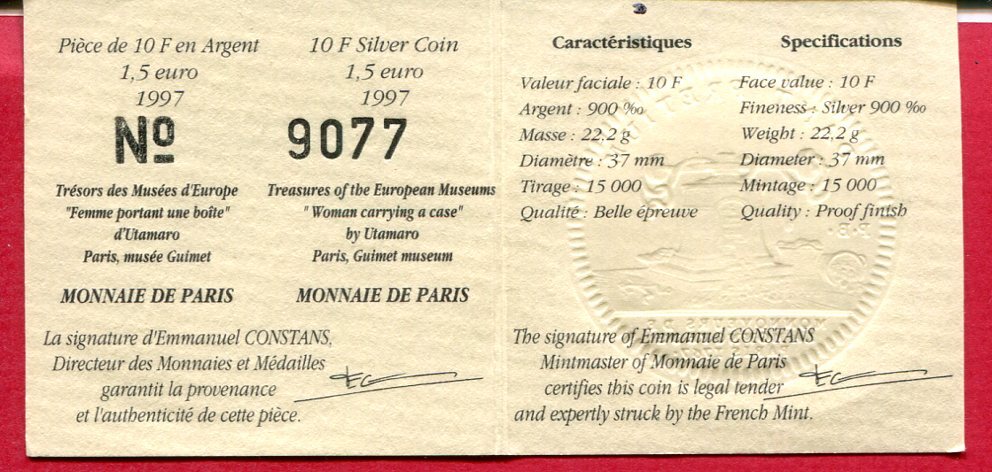 Pièce de 10 F en Argent
1,5 euro
1997
10 F Silver Coin
1,5 euro
1997
Nº 9077
Trésors des Musées d'Europe
"Femme portant une boîte"
d'Utamaro
Paris, musée Guimet
Treasures of the European Museums
" Woman carrying a case"
by Utamaro
Paris, Guimet museum
MONNAIE DE PARIS
MONNAIE DE PARIS
La signature d'Emmanuel CONSTANS,
Directeur des Monnaies et Médailles
garantit la provenance
et l'authenticité de cette pièce.
Caractéristiques
Valeur faciale : 10 F
Argent : 900 ‰
Masse : 22,2 g
Diamètre : 37 mm
Tirage : 15 000
Qualité : Belle épreuve
Specifications
Face value : 10 F
Fineness : Silver 900 ‰
Weight : 22,2 g
Diameter : 37 mm
Mintage : 15 000
Quality : Proof finish
The signature of Emmanuel CONSTANS
Mintmaster of Monnaie de Paris
certifies this coin is legal tender
and expertly struck by the French Mint.